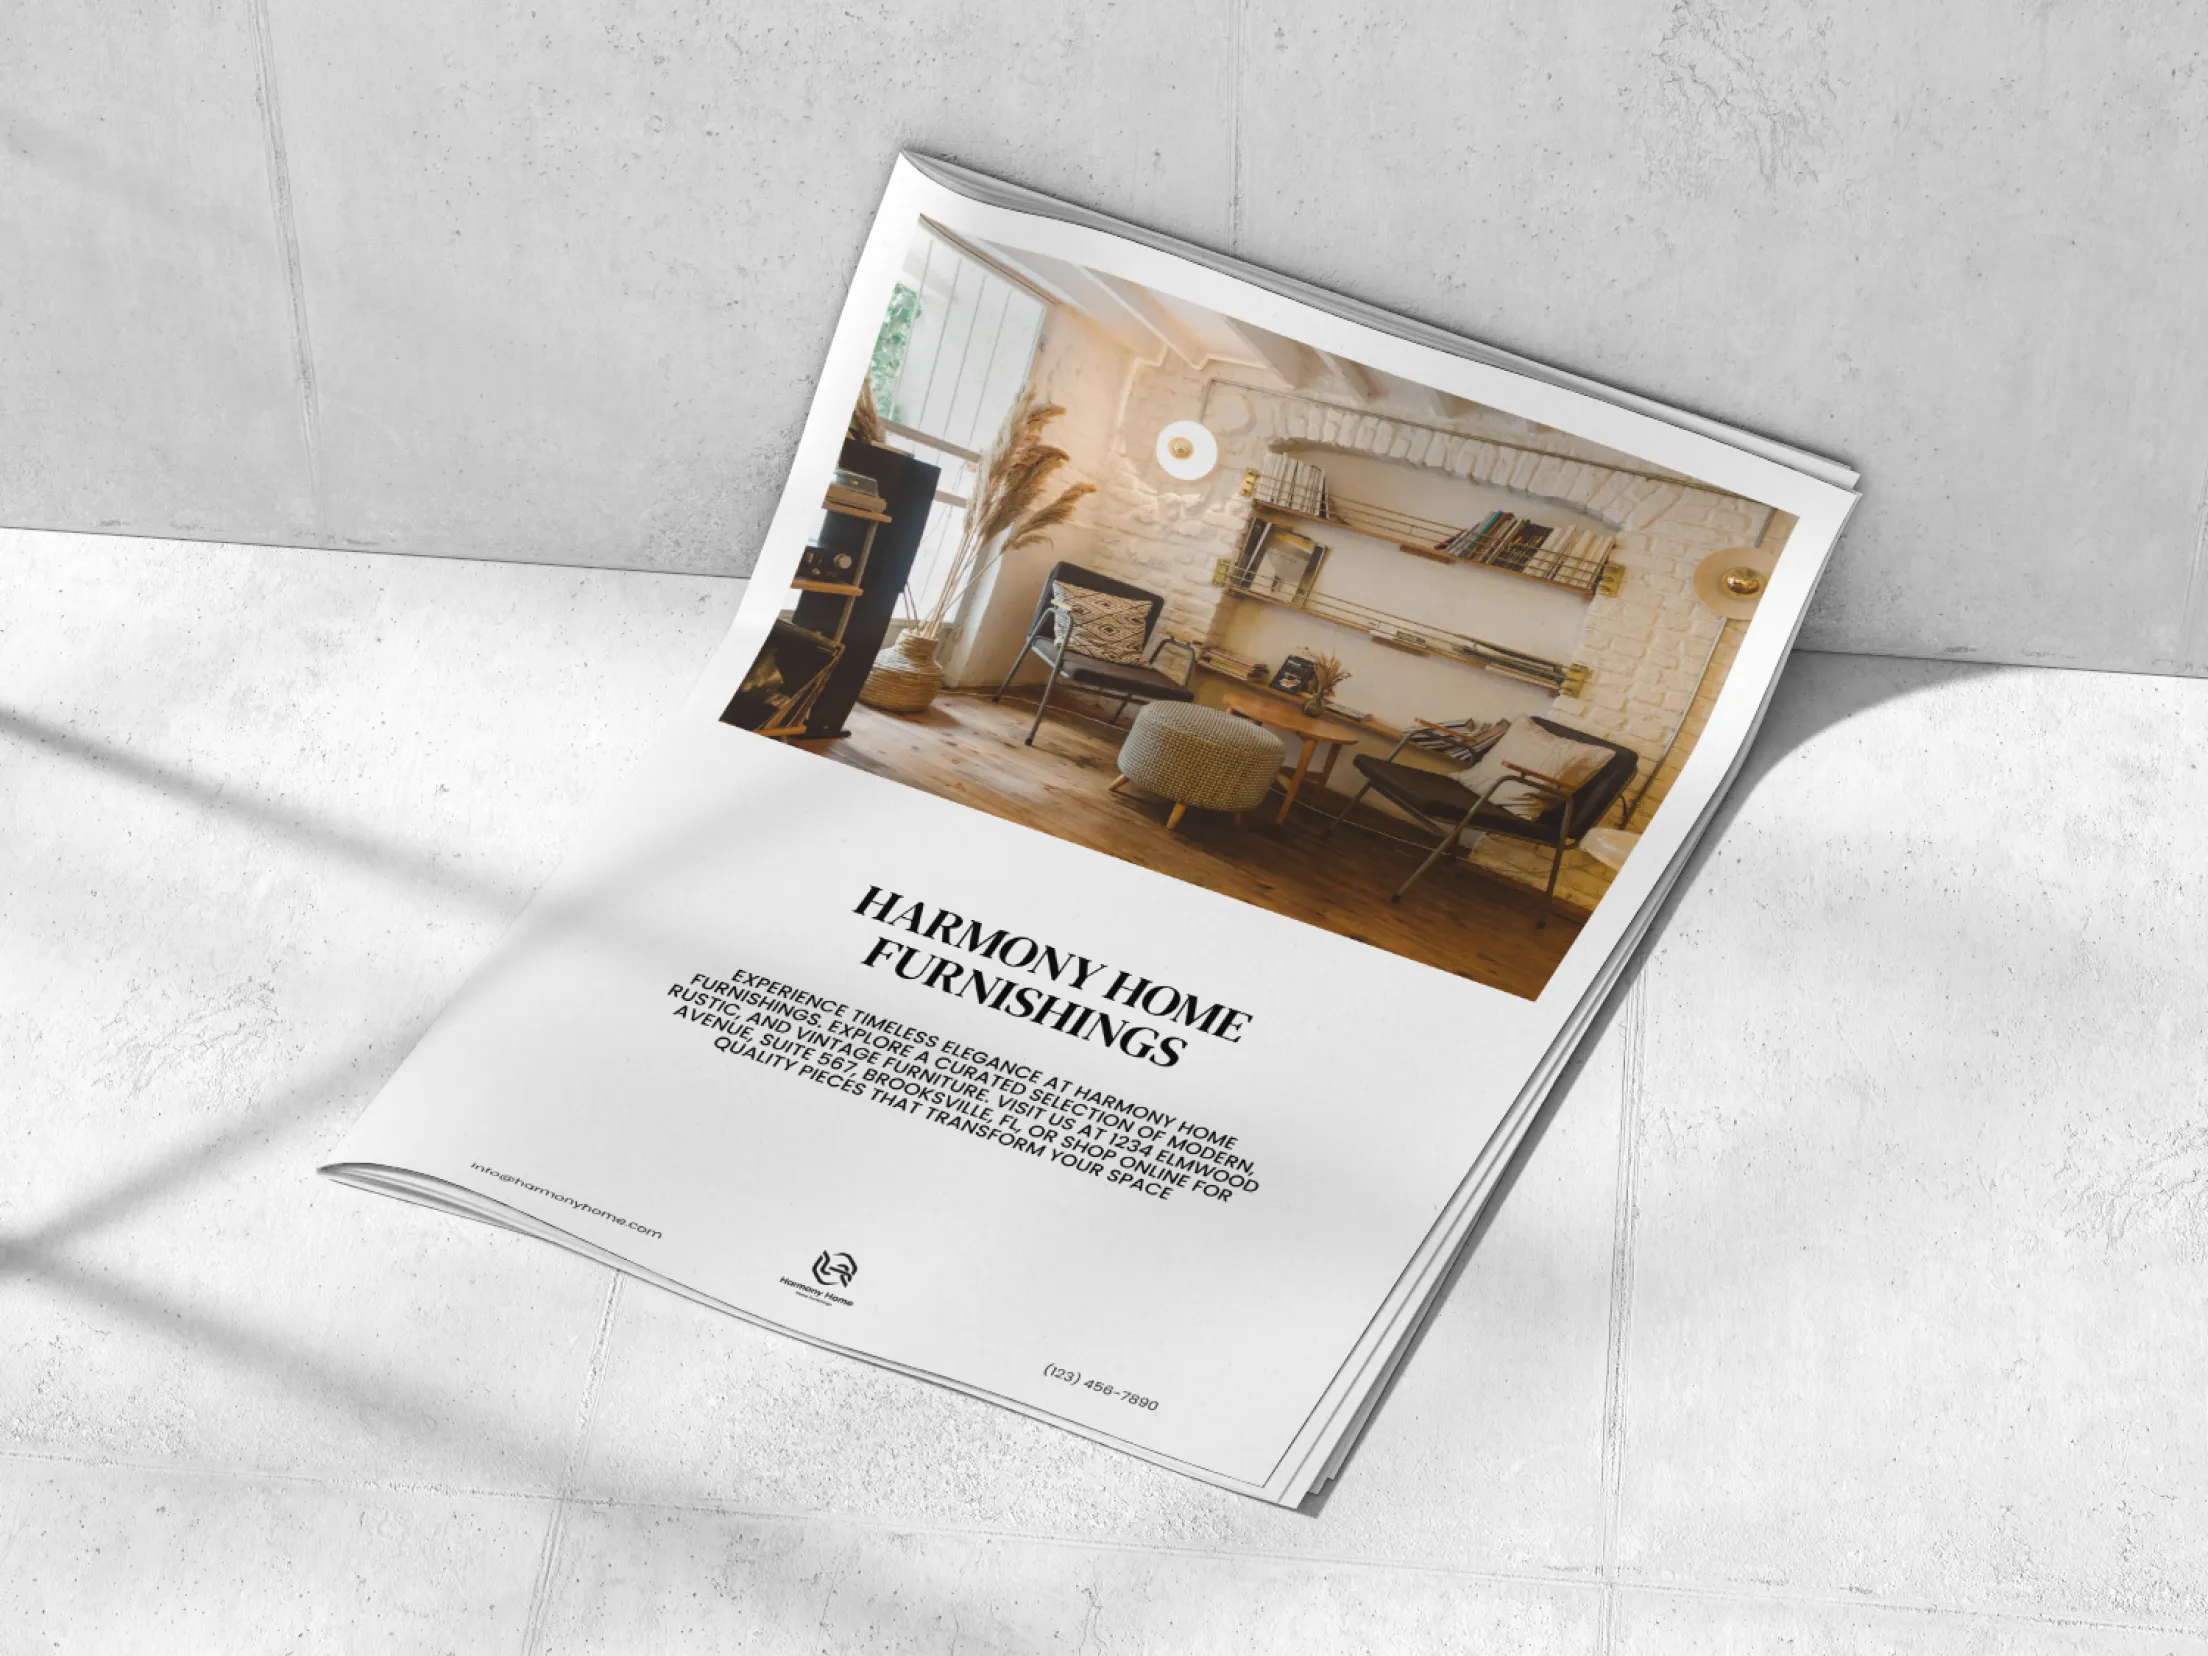 HARMONY HOME
FURNISHINGS
EXPERIENCE TIMELESS ELEGANCE AT HARMONY HOME
FURNISHINGS. EXPLORE A CURATED SELECTION OF MODERN,
RUSTIC, AND VINTAGE FURNITURE. VISIT US AT 1234 ELMWOOD
AVENUE, SUITE 567, BROOKSVILLE, FL, OR SHOP ONLINE FOR
QUALITY PIECES THAT TRANSFORM YOUR SPACE
info@harmonyhome.com
Harmony Home
(123) 456-7890